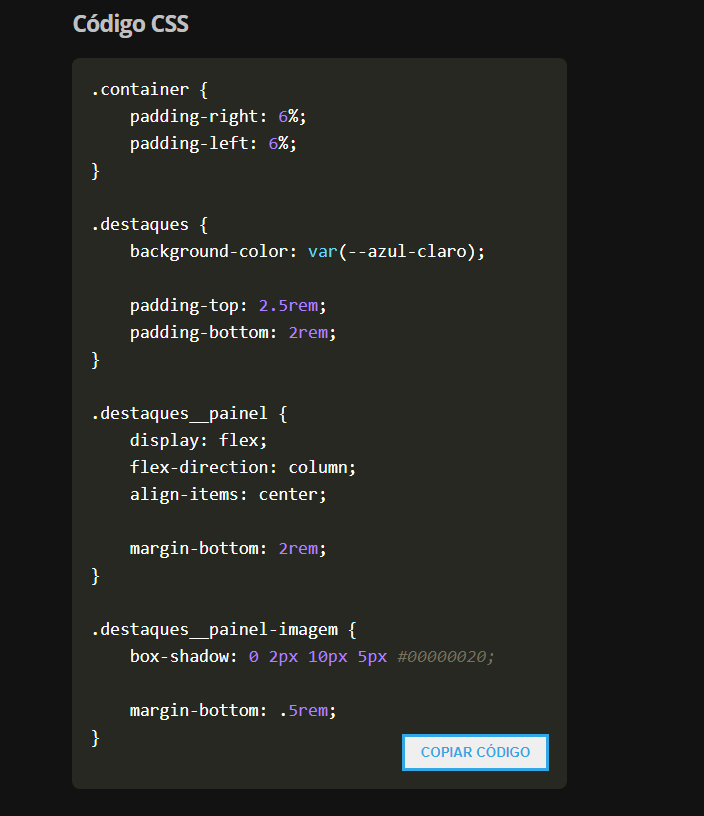 Código CSS
.container {
    padding-right: 6%;
    padding-left: 6%;
}
.destaques {
    background-color: var(--azul-claro);
    padding-top: 2.5rem;
    padding-bottom: 2rem;
}
.destaques__painel {
    display: flex;
    flex-direction: column;
    align-items: center;
    margin-bottom: 2rem;
}
.destaques__painel-imagem {
    box-shadow: 0 2px 10px 5px #00000020;
    margin-bottom: .5rem;
}
COPIAR CÓDIGO